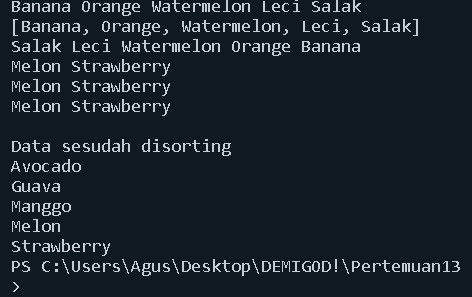 Banana Orange Watermelon Leci Salak
[Banana, Orange, Watermelon, Leci, Salak]
Salak Leci Watermelon Orange Banana
Melon Strawberry
Melon Strawberry
Melon Strawberry

Data sesudah disorting
Avocado
Guava
Manggo
Melon
Strawberry
PS C:\Users\Agus\Desktop\DEMIGOD!\Pertemuan13
>